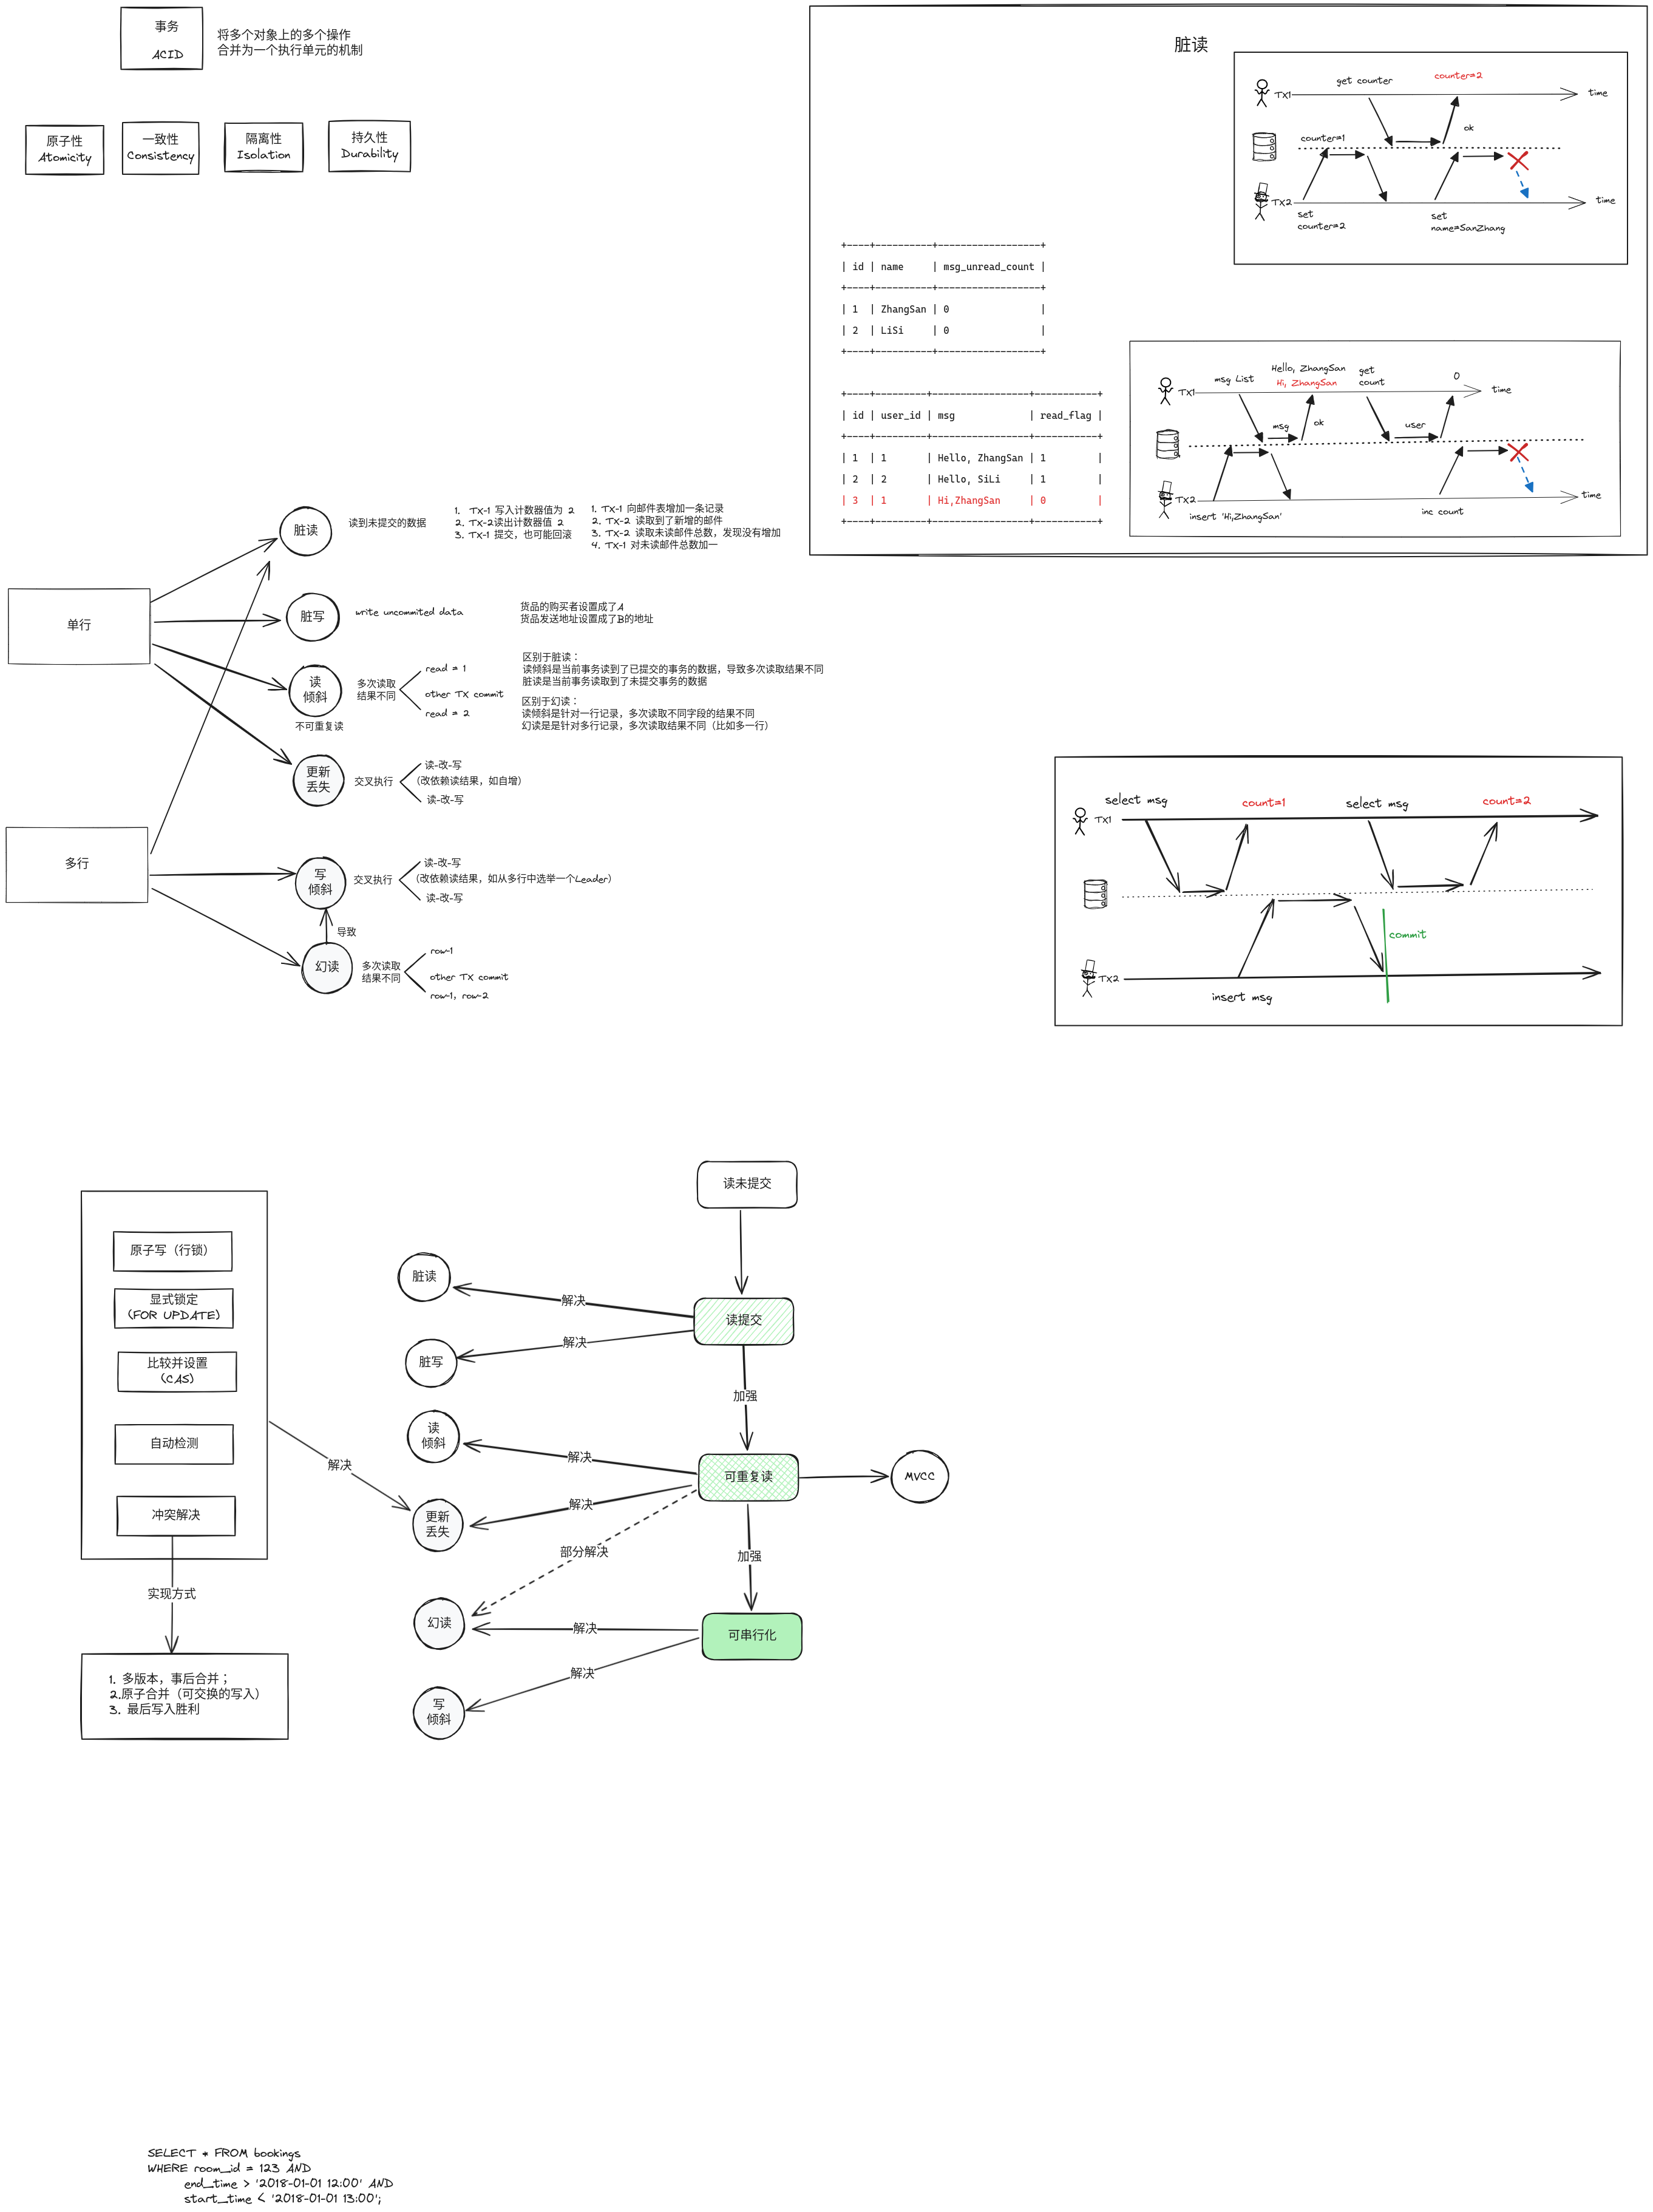 事务
ACID
将多个对象上的多个操作
合并为一个执行单元的机制
原子性
Atomicity
一致性
Consistency
隔离性
Isolation
持久性
Durability
脏读
get counter
counter=2
TX1
time
ok
counter=1
TX2
time
set
counter=2
set
name=SanZhang
+----+----------+------------------+
| id | name | msg_unread_count |
+----+----------+------------------+
| 1 | ZhangSan | 0 |
| 2 | LiSi | 0 |
+----+----------+------------------+
+----+---------+-----------------+-----------+
| id | user_id | msg | read_flag |
+----+---------+-----------------+-----------+
| 1 | 1 | Hello, ZhangSan | 1 |
| 2 | 2 | Hello, SiLi | 1 |
| 3 | 1 | Hi,ZhangSan | 0 |
+----+---------+-----------------+-----------+
msg List
Hello, ZhangSan
Hi, ZhangSan
get
count
0
TX1
time
msg
ok
user
TX2
time
insert 'Hi,ZhangSan'
inc count
单行
脏读
读到未提交的数据
1. TX-1 写入计数器值为 2
2. TX-2读出计数器值 2
3. TX-1 提交，也可能回滚
1. TX-1 向邮件表增加一条记录
2. TX-2 读取到了新增的邮件
3. TX-2 读取未读邮件总数，发现没有增加
4. TX-1 对未读邮件总数加一
脏写
write uncommited data
货品的购买者设置成了A
货品发送地址设置成了B的地址
读
倾斜
不可重复读
多次读取
结果不同
read = 1
other TX commit
read = 2
区别于脏读：
读倾斜是当前事务读到了已提交的事务的数据，导致多次读取结果不同
脏读是当前事务读取到了未提交事务的数据
区别于幻读：
读倾斜是针对一行记录，多次读取不同字段的结果不同
幻读是是针对多行记录，多次读取结果不同（比如多一行）
更新
丢失
交叉执行
读-改-写
（改依赖读结果，如自增）
读-改-写
多行
写
倾斜
交叉执行
读-改-写
（改依赖读结果，如从多行中选举一个Leader）
读-改-写
导致
幻读
多次读取
结果不同
row-1
other TX commit
row-1, row-2
select msg
count=1
select msg
count=2
TX1
commit
TX2
insert msg
原子写（行锁）
显式锁定
（FOR UPDATE）
比较并设置
（CAS）
自动检测
冲突解决
实现方式
1. 多版本，事后合并；
2.原子合并（可交换的写入）
3. 最后写入胜利
解决
读未提交
脏读
解决
读提交
脏写
解决
加强
读
倾斜
解决
可重复读
MVCC
更新
丢失
解决
部分解决
加强
幻读
解决
可串行化
解决
写
倾斜
SELECT * FROM bookings
WHERE room_id = 123 AND
end_time > '2018-01-01 12:00' AND
start_time < '2018-01-01 13:00';